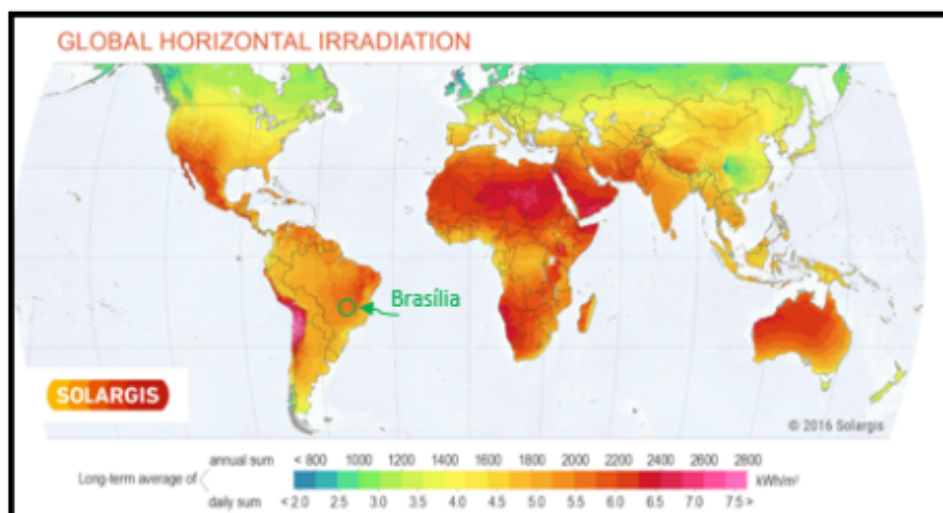 GLOBAL HORIZONTAL IRRADIATION
Brasília
SOLARGIS
© 2016 Solargis
annual sum < 800 1000 1200 1400 1600 1800 2000 2200 2400 2600 2800
Long-term average of kWh/m²
daily sum < 2.0 2.5 3.0 3.5 4.0 4.5 5.0 5.5 6.0 6.5 7.0 7.5 >